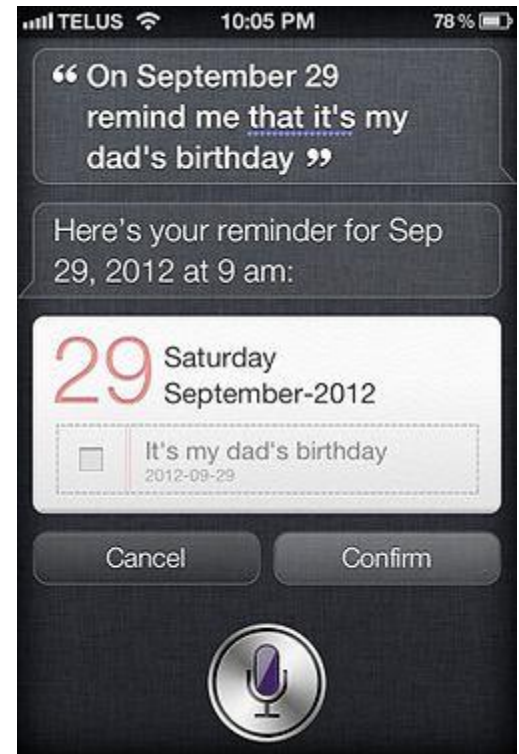 TELUS 10:05 PM 78%
“ On September 29
remind me that it's my
dad's birthday ”
Here's your reminder for Sep
29, 2012 at 9 am:
29 Saturday
September-2012
It's my dad's birthday
2012-09-29
Cancel Confirm